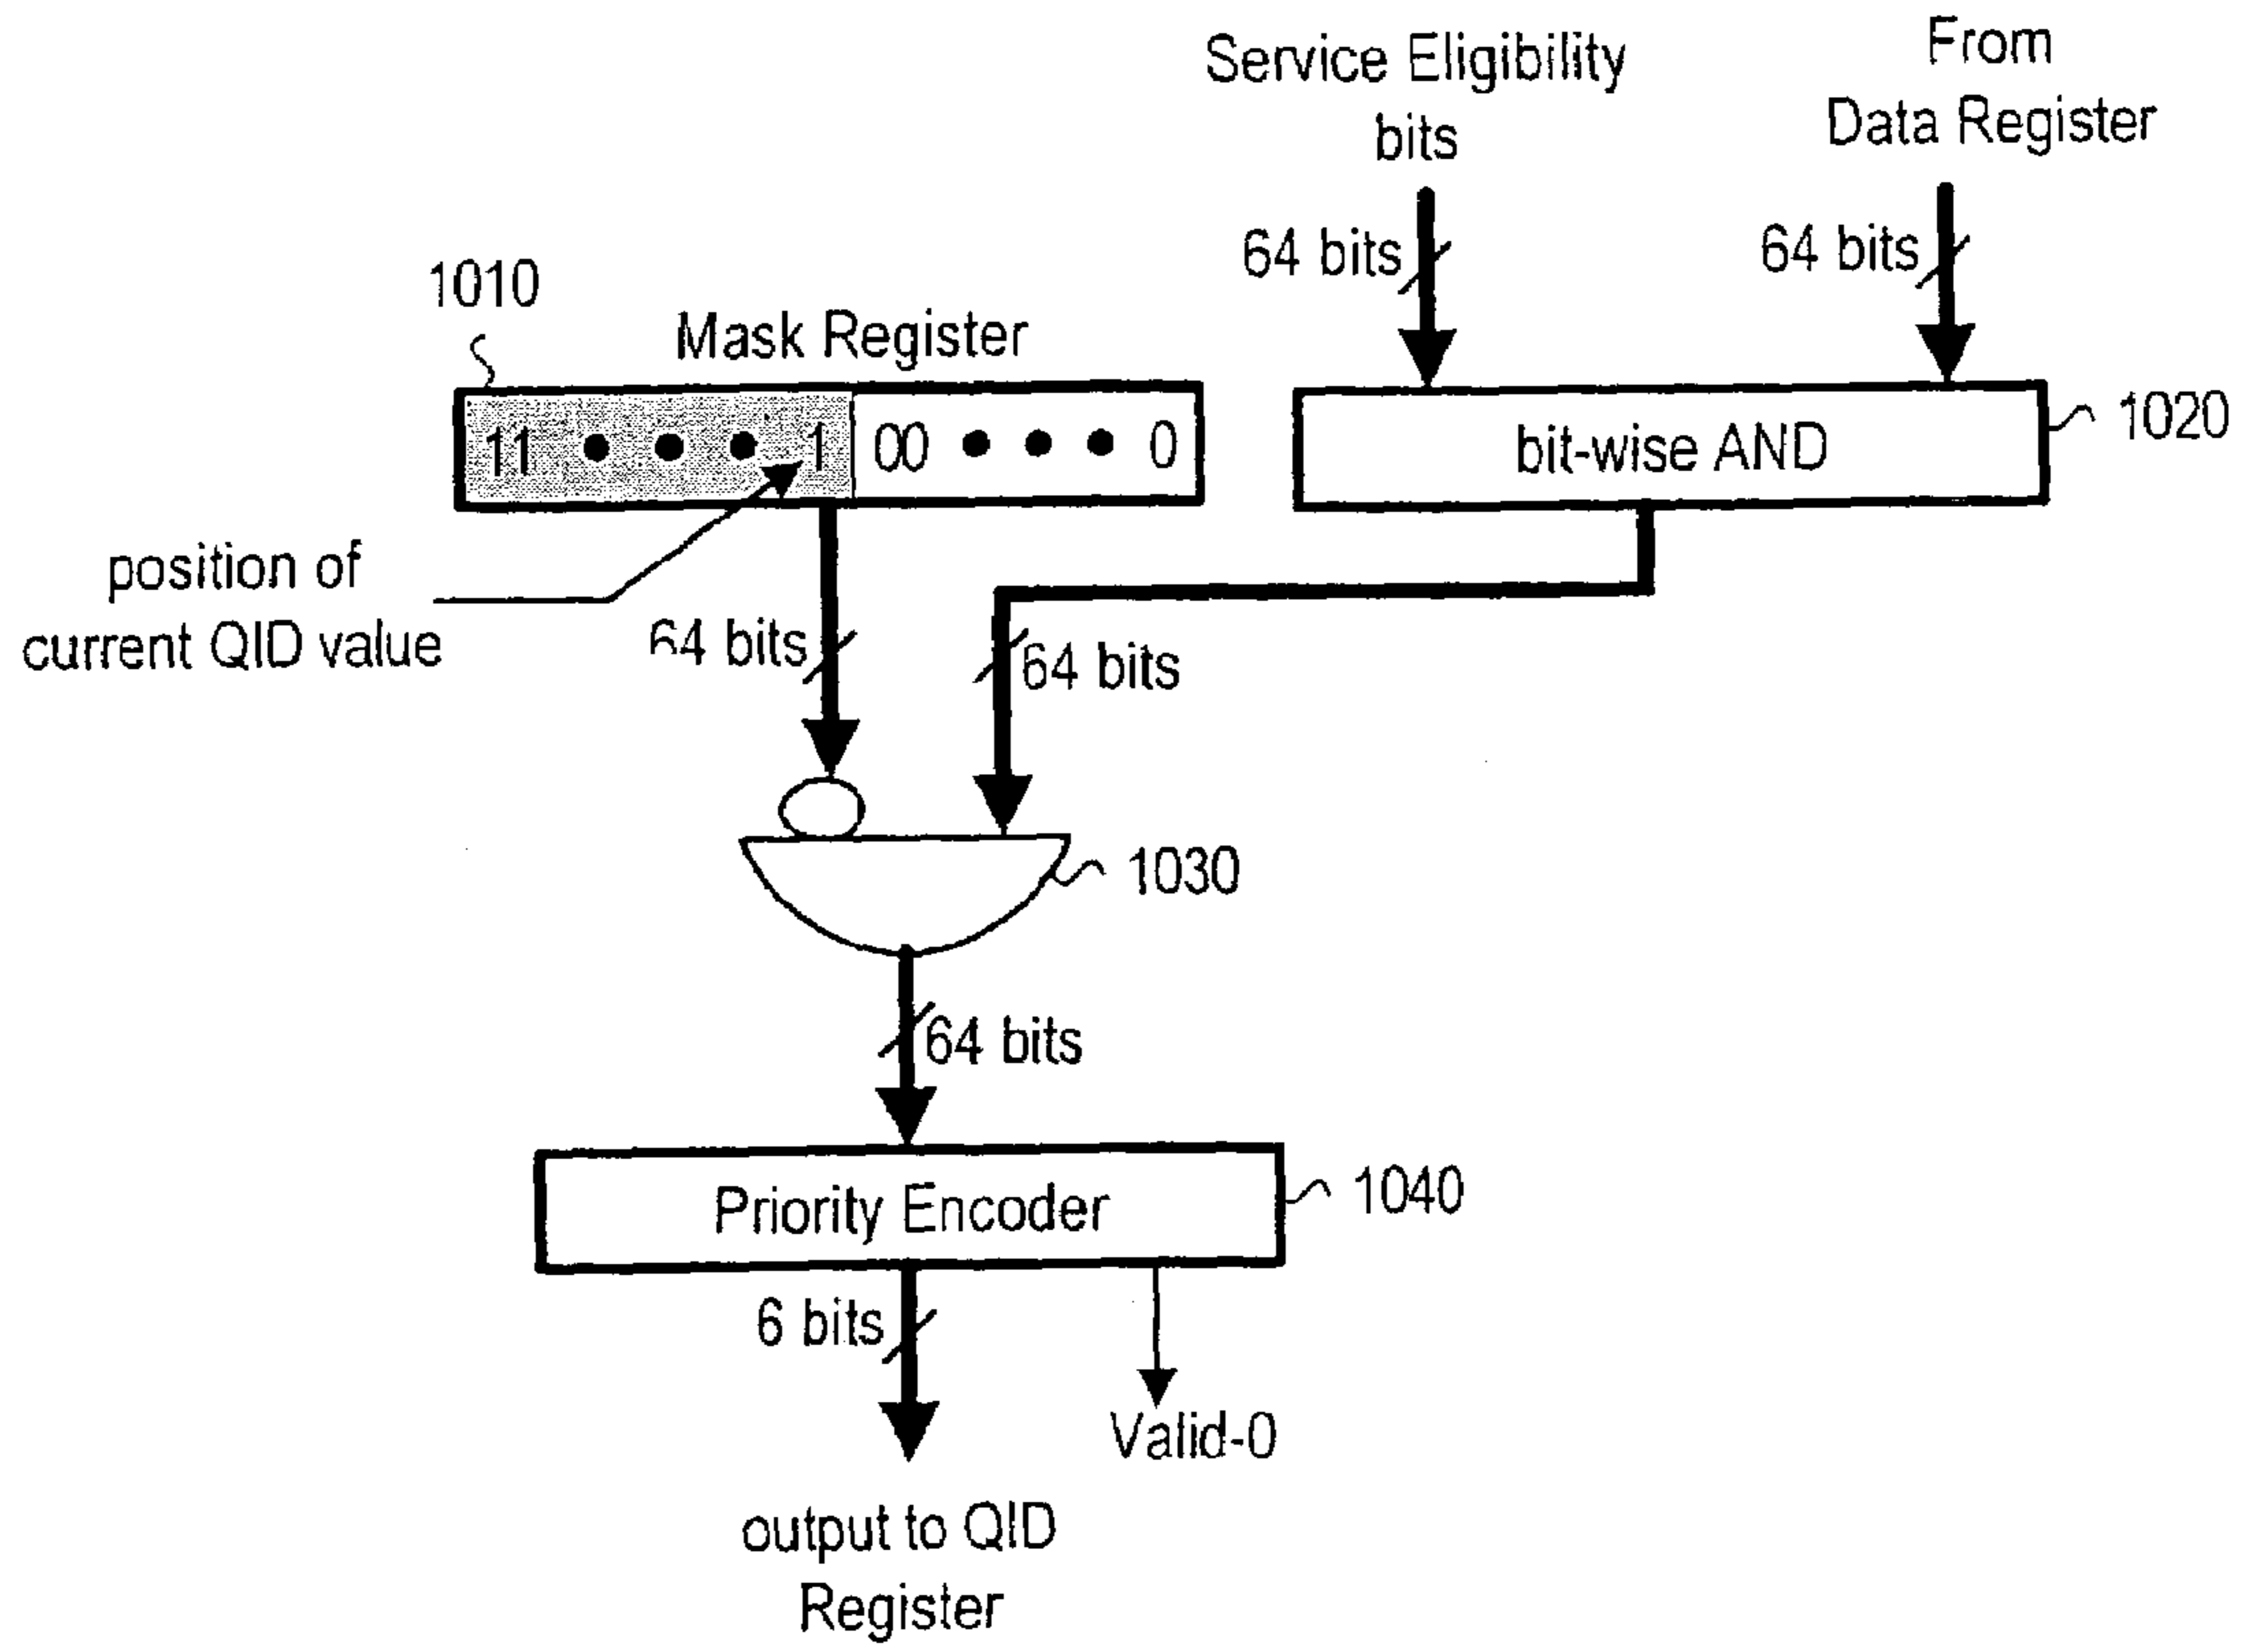 Service Eligibility
bits
From
Data Register
64 bits
64 bits
1010
Mask Register
11 • • • 1 00 • • • 0
bit-wise AND
1020
position of
current QID value
64 bits
64 bits
1030
64 bits
Priority Encoder
1040
6 bits
Valid-0
output to QID
Register